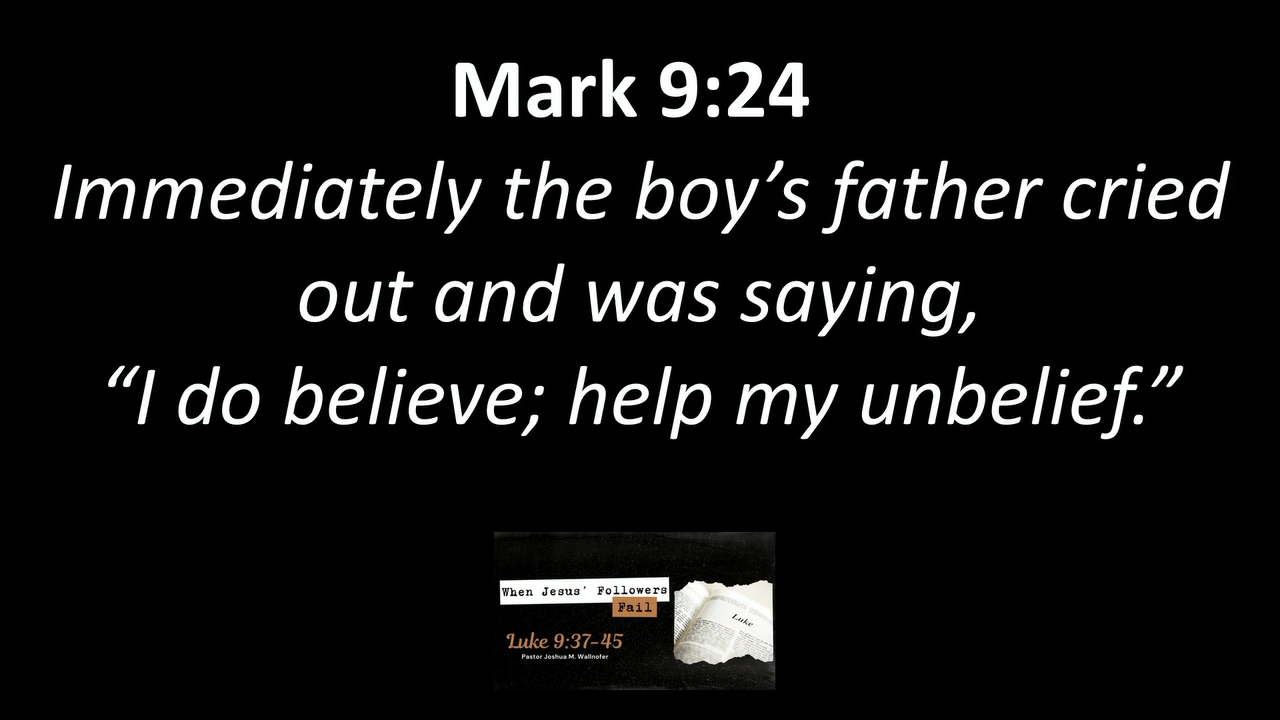 Mark 9:24
Immediately the boy’s father cried
out and was saying,
“I do believe; help my unbelief.”
When Jesus’ Followers
Fail
Luke
Luke 9:37-45
Pastor Joshua M. Wallnofer